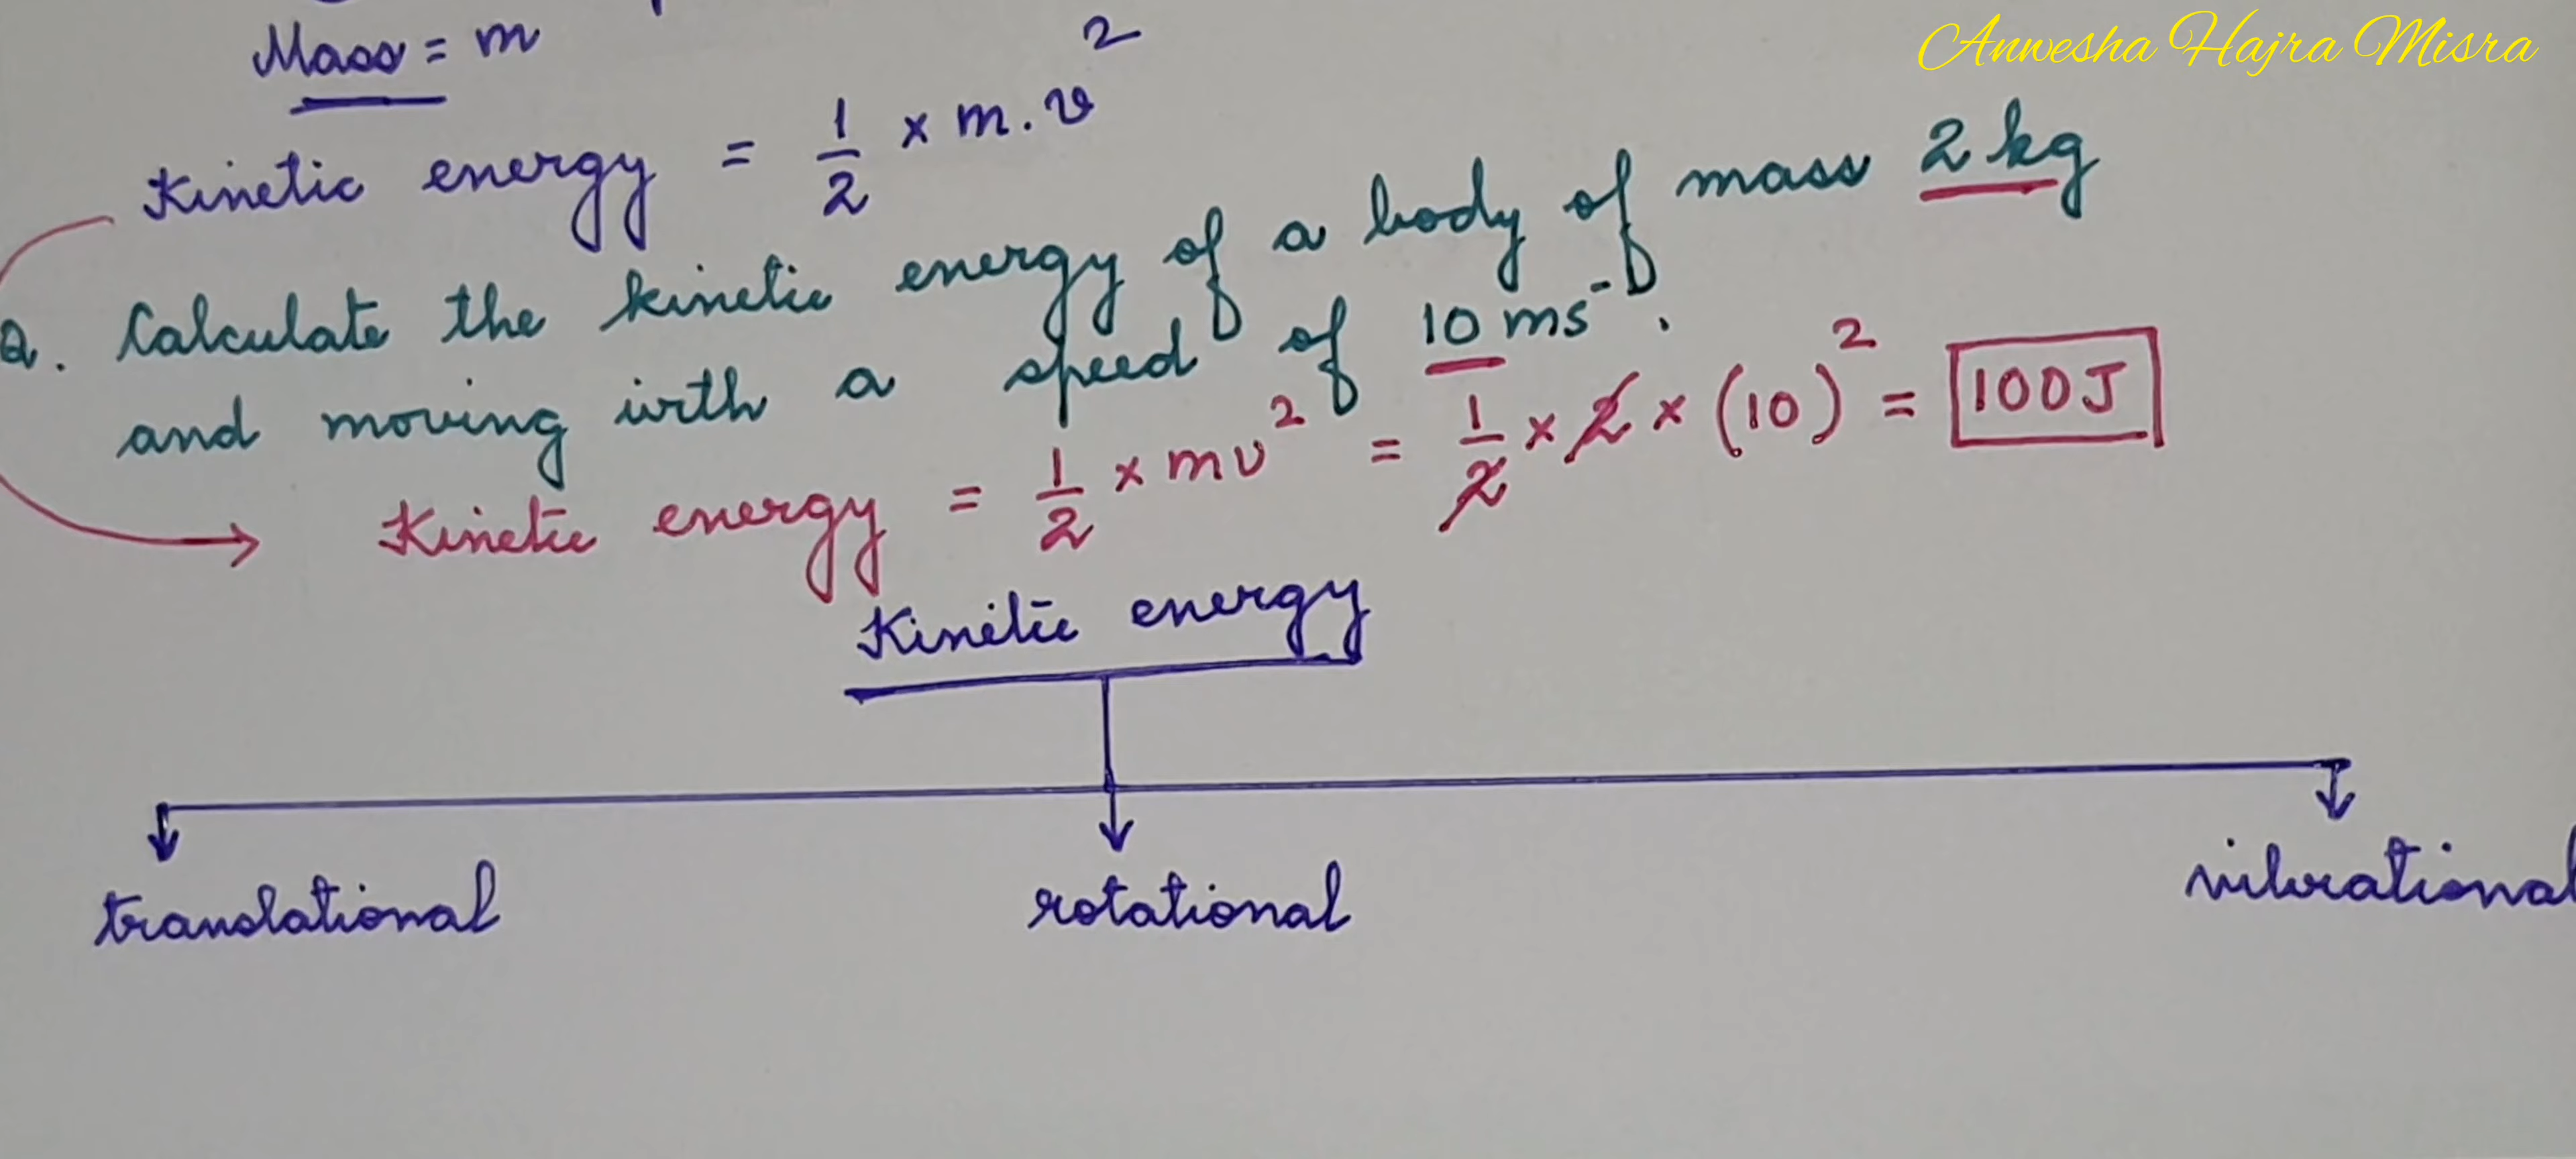 Anwesha Hajra Misra
Mass = m
Kinetic energy = 1/2 × m.v²
Q. Calculate the kinetic energy of a body of mass 2 kg
and moving with a speed of 10 ms⁻¹.
Kinetic energy = 1/2 × mv² = 1/2 × 2 × (10)² = 100J
Kinetic energy
translational rotational vibrational